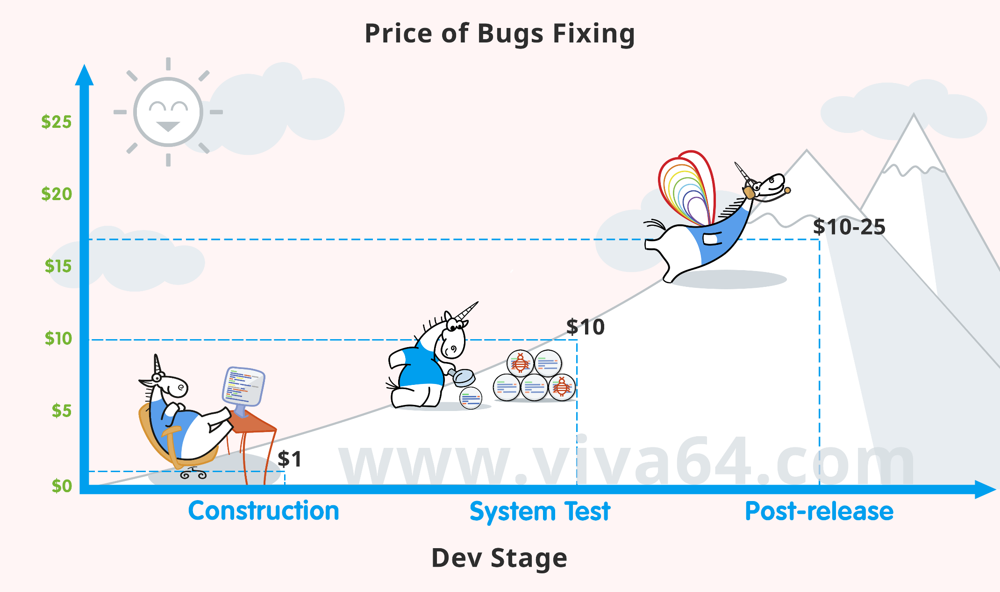 Price of Bugs Fixing
$25
$20
$10-25
$15
$10
$10
$5
$1
www.viva64.com
$0
Construction System Test Post-release
Dev Stage